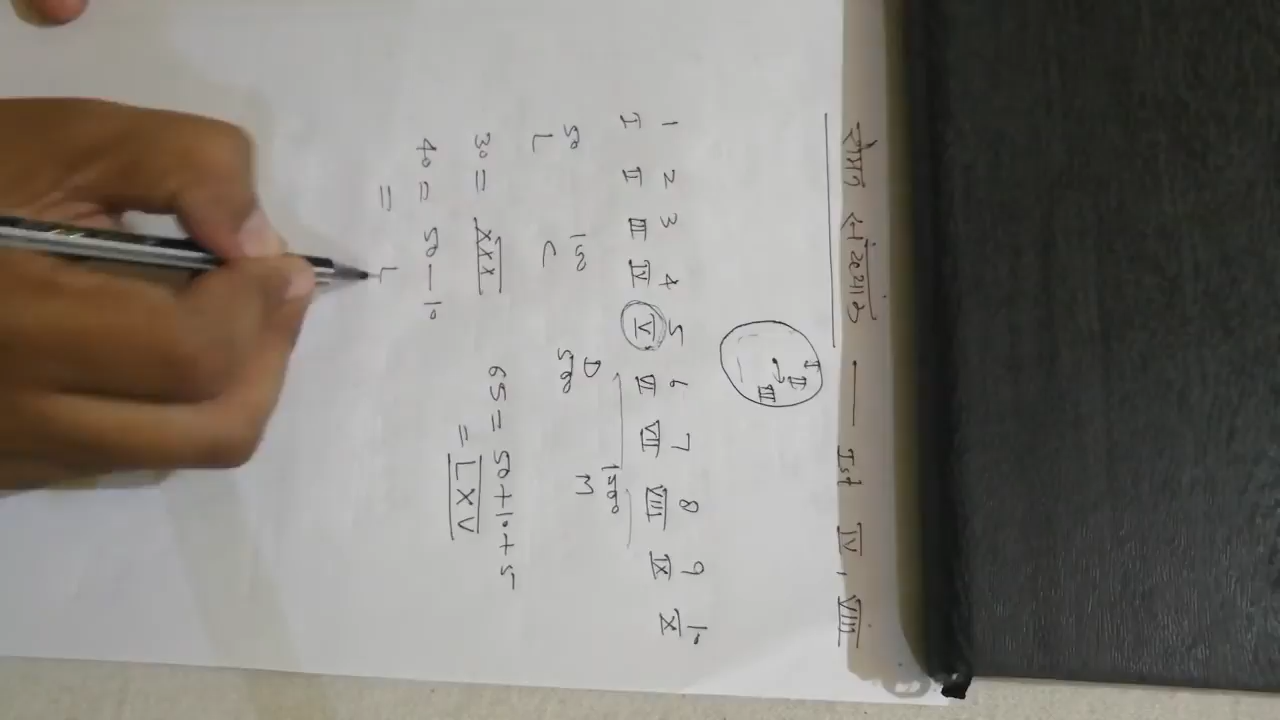 रोमन संख्याएं — Ist IV, VIII
I II III
1 2 3 4 5 6 7 8 9 10
I II III IV V VI VII VIII IX X
50 100 D 1000
L C 500 M
30 = XXX 65 = 50+10+5
40 = 50 — 10 = LXV
= L